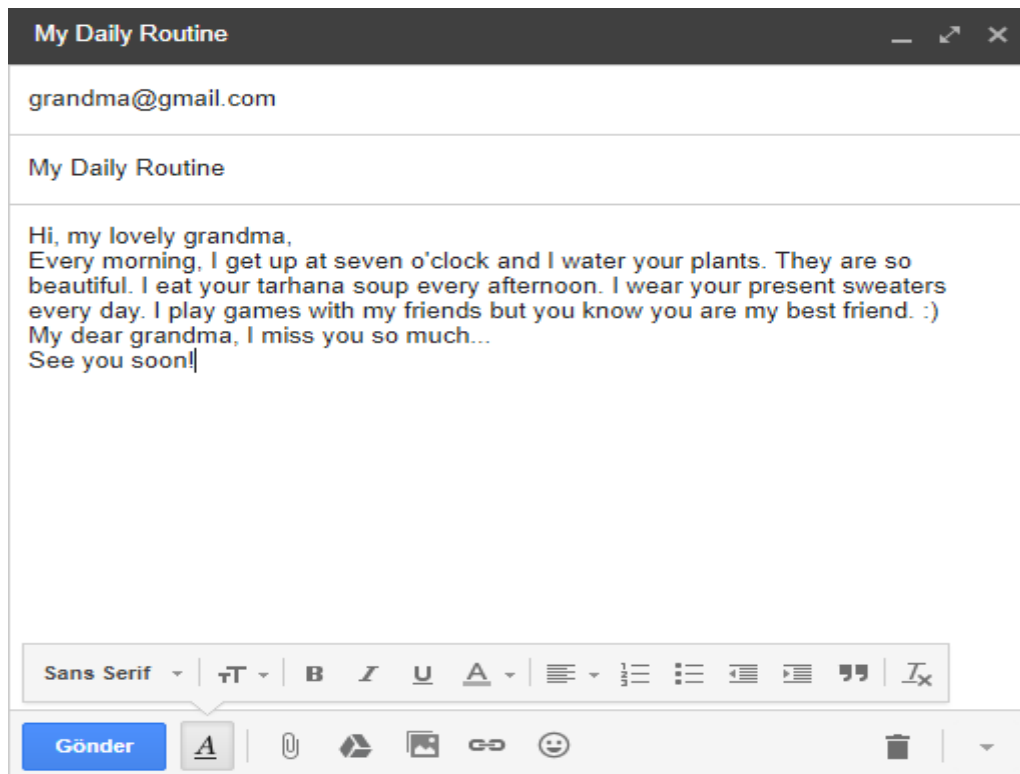 My Daily Routine
grandma@gmail.com
My Daily Routine
Hi, my lovely grandma,
Every morning, I get up at seven o'clock and I water your plants. They are so
beautiful. I eat your tarhana soup every afternoon. I wear your present sweaters
every day. I play games with my friends but you know you are my best friend. :)
My dear grandma, I miss you so much...
See you soon!
Sans Serif
Gönder